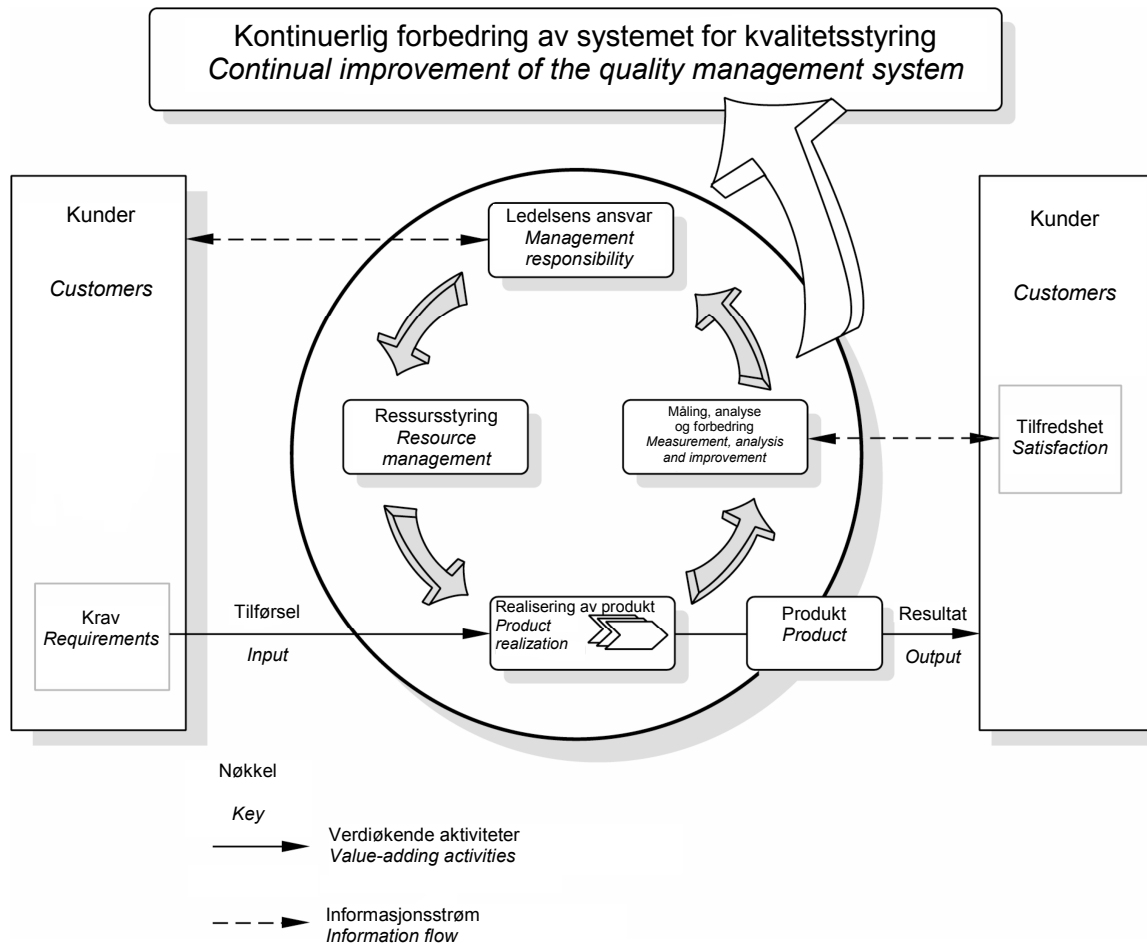 Kontinuerlig forbedring av systemet for kvalitetsstyring
Continual improvement of the quality management system
Kunder
Customers
Ledelsens ansvar
Management
responsibility
Kunder
Customers
Ressursstyring
Resource
management
Måling, analyse
og forbedring
Measurement, analysis
and improvement
Tilfredshet
Satisfaction
Krav
Requirements
Tilførsel
Input
Realisering av produkt
Product
realization
Produkt
Product
Resultat
Output
Nøkkel
Key
Verdiøkende aktiviteter
Value-adding activities
Informasjonsstrøm
Information flow